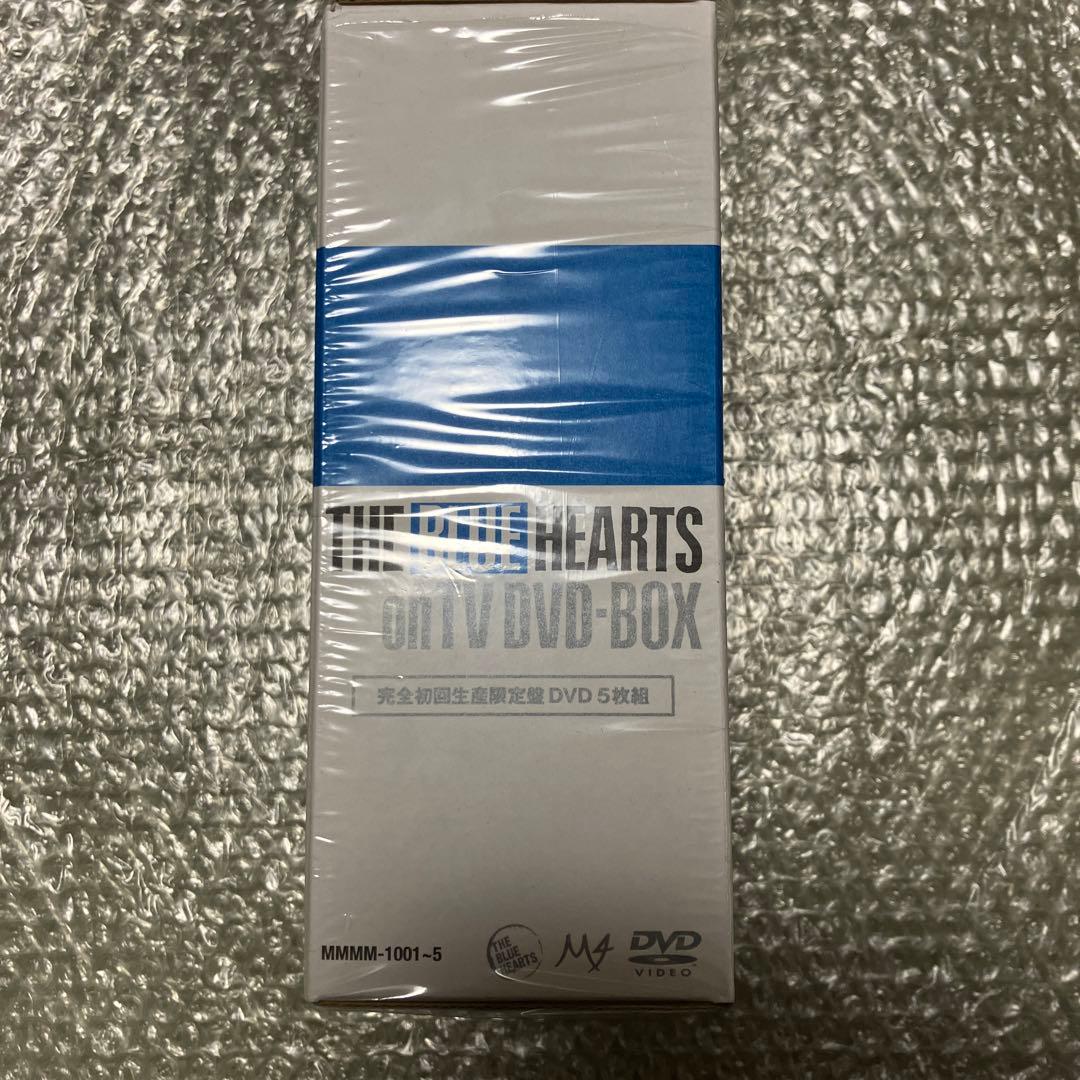 THE BLUE HEARTS
on TV DVD-BOX
完全初回生産限定盤 DVD 5枚組
MMMM-1001~5
THE
BLUE
HEARTS
M4
DVD
VIDEO